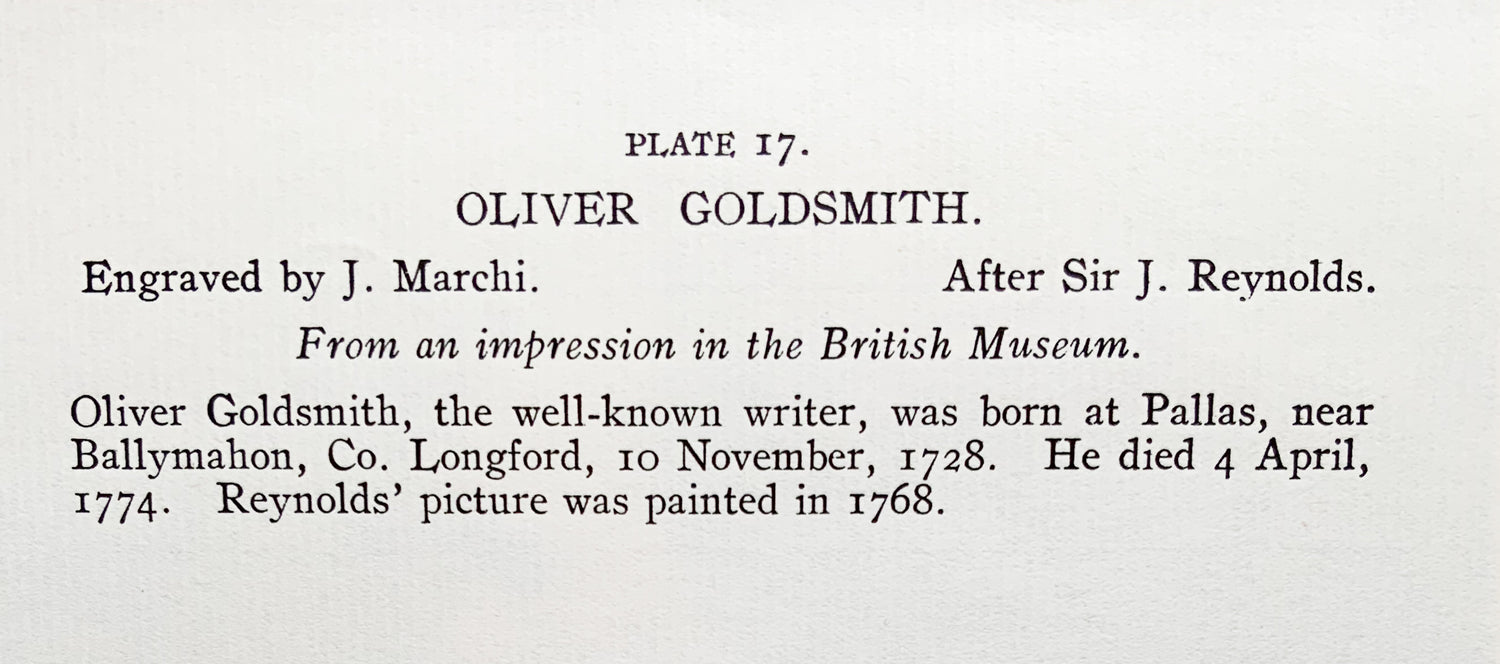 PLATE 17.
OLIVER GOLDSMITH.
Engraved by J. Marchi. After Sir J. Reynolds.
From an impression in the British Museum.
Oliver Goldsmith, the well-known writer, was born at Pallas, near
Ballymahon, Co. Longford, 10 November, 1728. He died 4 April,
1774. Reynolds’ picture was painted in 1768.